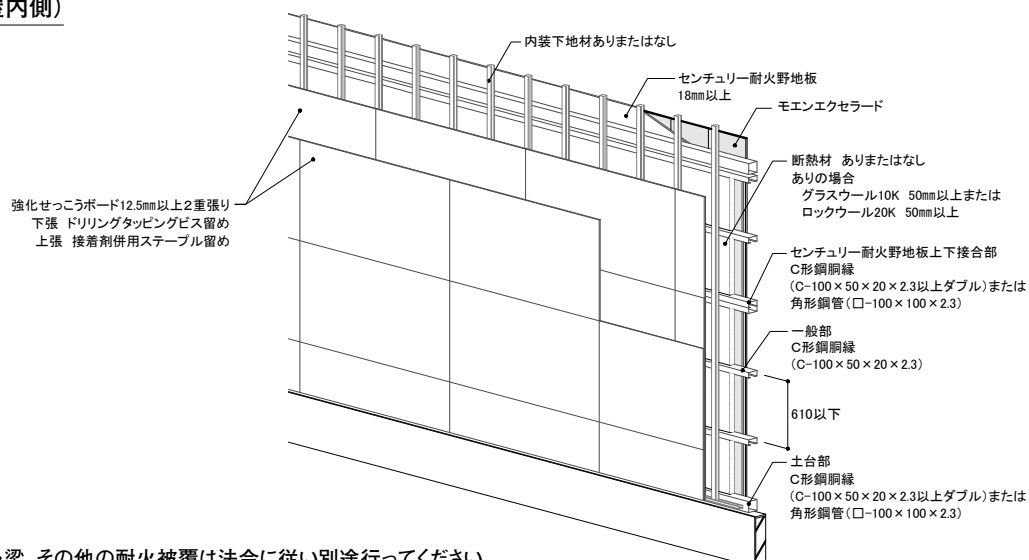 内側)
内装下地材ありまたはなし
センチュリー耐火野地板
18mm以上
モエンエクセラード
断熱材 ありまたはなし
ありの場合
グラスウール10K 50mm以上または
ロックウール20K 50mm以上
強化せっこうボード12.5mm以上2重張り
下張 ドリリングタッピングビス留め
上張 接着剤併用ステープル留め
センチュリー耐火野地板上下接合部
C形鋼胴縁
(C-100×50×20×2.3以上ダブル)または
角形鋼管(□-100×100×2.3)
一般部
C形鋼胴縁
(C-100×50×20×2.3)
610以下
土台部
C形鋼胴縁
(C-100×50×20×2.3以上ダブル)または
角形鋼管(□-100×100×2.3)
梁、その他の耐火被覆は法令に従い別途行ってください